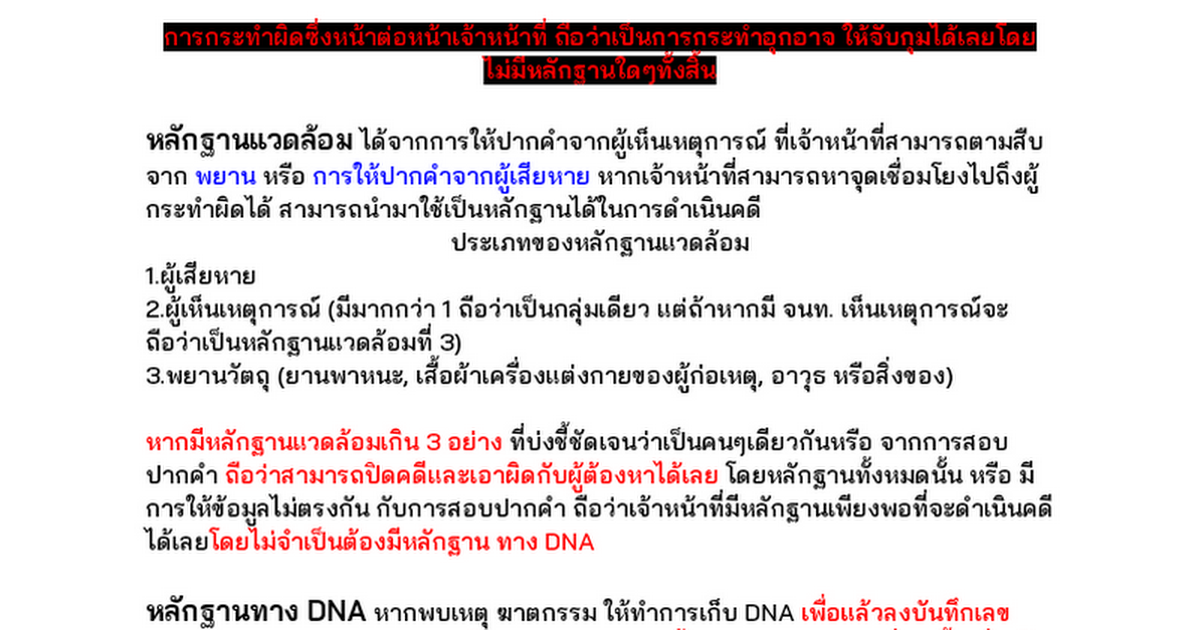 การกระทำผิดซึ่งหน้าต่อหน้าเจ้าหน้าที่ ถือว่าเป็นการกระทำอุกอาจ ให้จับกุมได้เลยโดย
ไม่มีหลักฐานใดๆทั้งสิ้น
หลักฐานแวดล้อม ได้จากการให้ปากคำจากผู้เห็นเหตุการณ์ ที่เจ้าหน้าที่สามารถตามสืบ
จาก พยาน หรือ การให้ปากคำจากผู้เสียหาย หากเจ้าหน้าที่สามารถหาจุดเชื่อมโยงไปถึงผู้
กระทำผิดได้ สามารถนำมาใช้เป็นหลักฐานได้ในการดำเนินคดี
ประเภทของหลักฐานแวดล้อม
1.ผู้เสียหาย
2.ผู้เห็นเหตุการณ์ (มีมากกว่า 1 ถือว่าเป็นกลุ่มเดียว แต่ถ้าหากมี จนท. เห็นเหตุการณ์จะ
ถือว่าเป็นหลักฐานแวดล้อมที่ 3)
3.พยานวัตถุ (ยานพาหนะ, เสื้อผ้าเครื่องแต่งกายของผู้ก่อเหตุ, อาวุธ หรือสิ่งของ)
หากมีหลักฐานแวดล้อมเกิน 3 อย่าง ที่บ่งชี้ชัดเจนว่าเป็นคนๆเดียวกันหรือ จากการสอบ
ปากคำ ถือว่าสามารถปิดคดีและเอาผิดกับผู้ต้องหาได้เลย โดยหลักฐานทั้งหมดนั้น หรือ มี
การให้ข้อมูลไม่ตรงกัน กับการสอบปากคำ ถือว่าเจ้าหน้าที่มีหลักฐานเพียงพอที่จะดำเนินคดี
ได้เลยโดยไม่จำเป็นต้องมีหลักฐาน ทาง DNA
หลักฐานทาง DNA หากพบเหตุ ฆาตกรรม ให้ทำการเก็บ DNA เพื่อแล้วลงบันทึกเลข